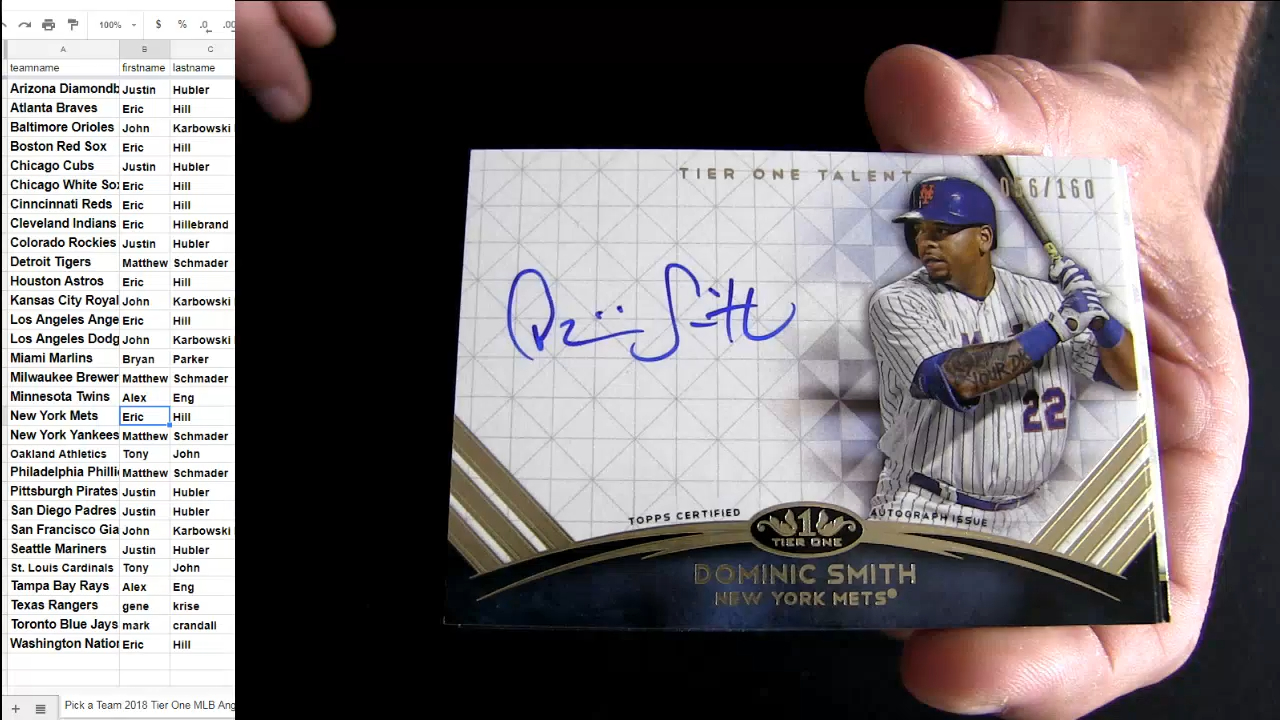 100%
$ % .0 .00
A B C
teamname firstname lastname
Arizona Diamondb Justin Hubler
Atlanta Braves Eric Hill
Baltimore Orioles John Karbowski
Boston Red Sox Eric Hill
Chicago Cubs Justin Hubler
Chicago White Sox Eric Hill
Cinncinnati Reds Eric Hill
Cleveland Indians Eric Hillebrand
Colorado Rockies Justin Hubler
Detroit Tigers Matthew Schmader
Houston Astros Eric Hill
Kansas City Royal John Karbowski
Los Angeles Ange Eric Hill
Los Angeles Dodg John Karbowski
Miami Marlins Bryan Parker
Milwaukee Brewer Matthew Schmader
Minnesota Twins Alex Eng
New York Mets Eric Hill
New York Yankees Matthew Schmader
Oakland Athletics Tony John
Philadelphia Philli Matthew Schmader
Pittsburgh Pirates Justin Hubler
San Diego Padres Justin Hubler
San Francisco Gia John Karbowski
Seattle Mariners Justin Hubler
St. Louis Cardinals Tony John
Tampa Bay Rays Alex Eng
Texas Rangers gene krise
Toronto Blue Jays mark crandall
Washington Nation Eric Hill
Pick a Team 2018 Tier One MLB Ang
TIER ONE TALENT
/160
22
TOPPS CERTIFIED AUTOGRAPH ISSUE
1
TIER ONE
DOMINIC SMITH
NEW YORK METS®